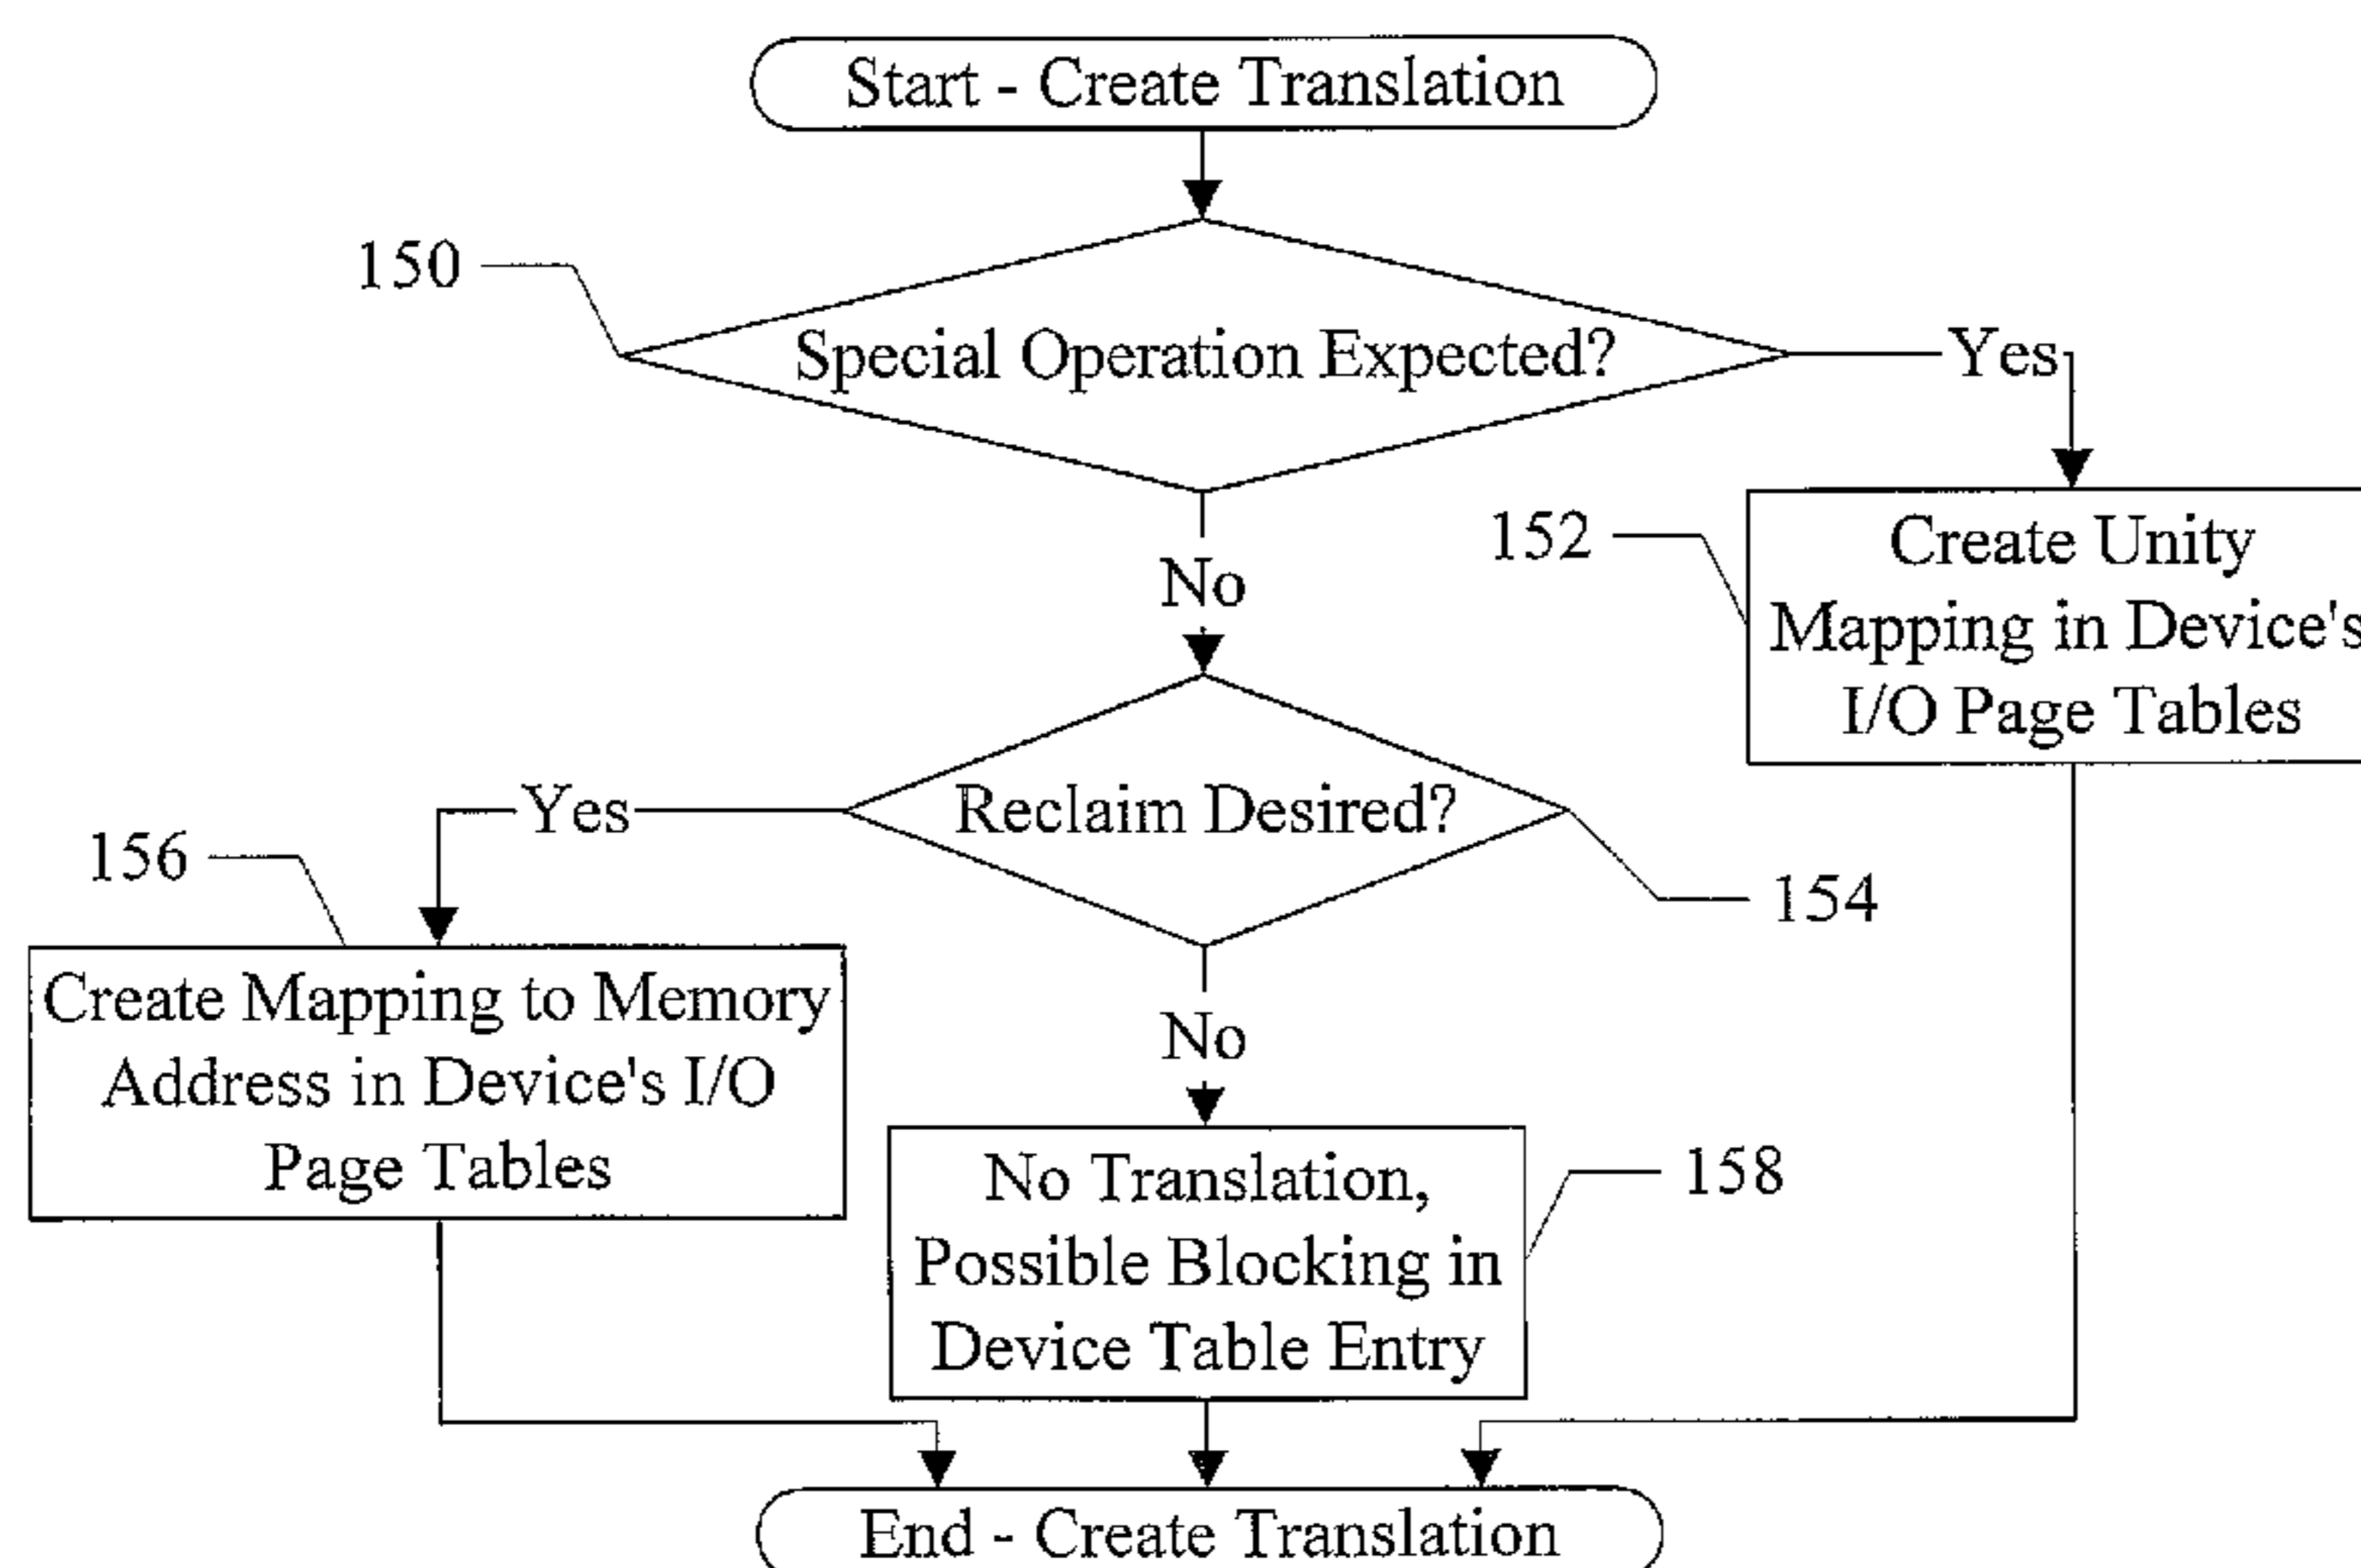 Start - Create Translation
150
Special Operation Expected?
Yes
152
Create Unity
Mapping in Device's
I/O Page Tables
No
Reclaim Desired?
Yes
154
156
Create Mapping to Memory
Address in Device's I/O
Page Tables
No
No Translation,
Possible Blocking in
Device Table Entry
158
End - Create Translation